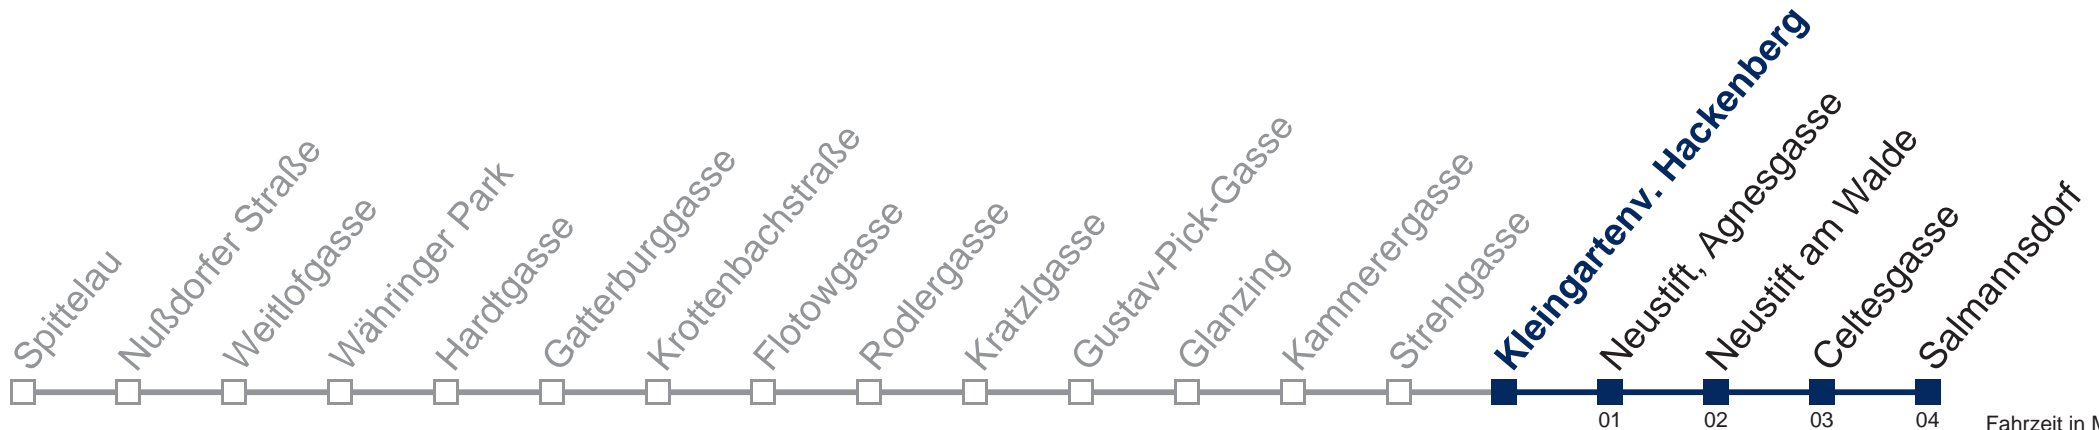 Spittelau
Nußdorfer Straße
Weitlofgasse
Währinger Park
Hardtgasse
Gatterburggasse
Krottenbachstraße
Flotowgasse
Rodlergasse
Kratzlgasse
Gustav-Pick-Gasse
Glanzing
Kammerergasse
Strehlgasse
Kleingartenv. Hackenberg
Neustift, Agnesgasse
Neustift am Walde
Celtesgasse
Salmannsdorf
01 02 03 04
Fahrzeit in M